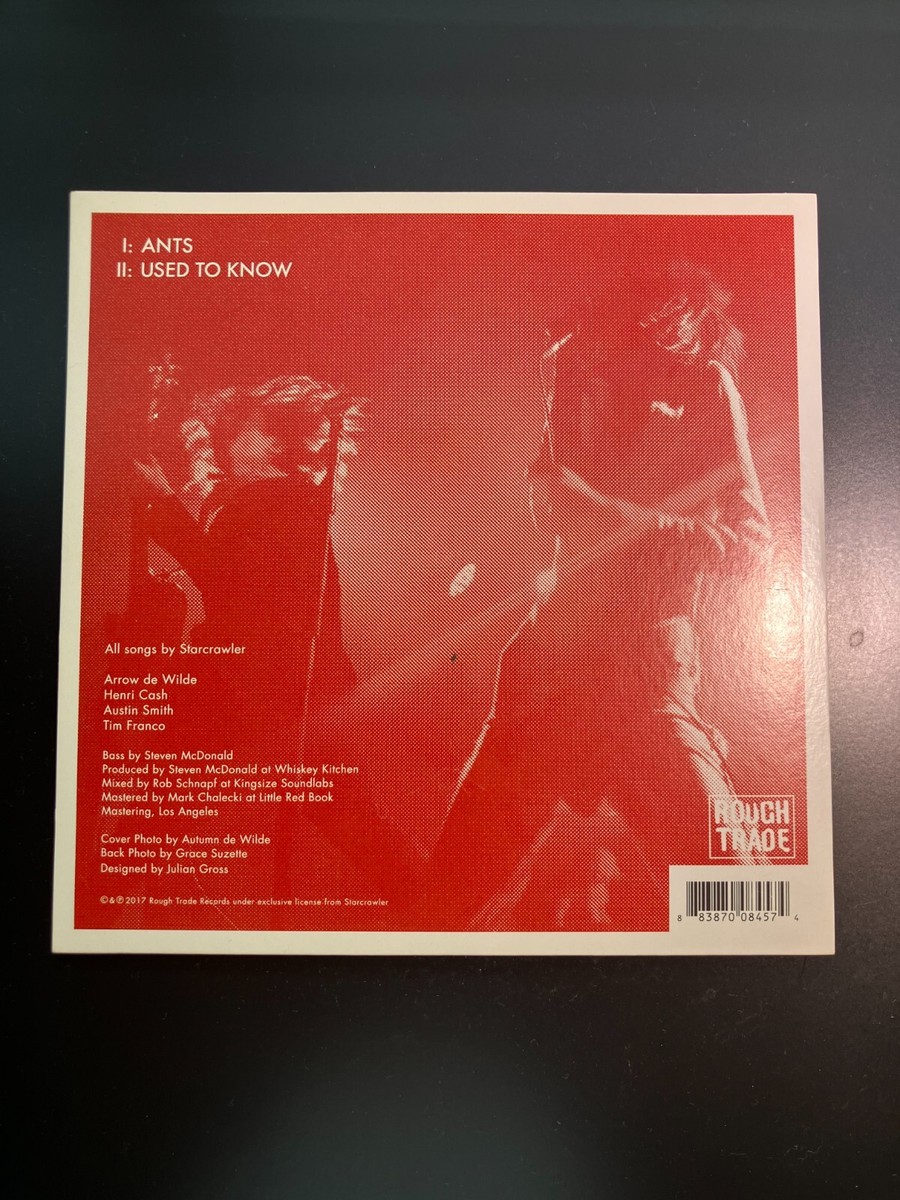 I: ANTS
II: USED TO KNOW
All songs by Starcrawler
Arrow de Wilde
Henri Cash
Austin Smith
Tim Franco
Bass by Steven McDonald
Produced by Steven McDonald at Whiskey Kitchen
Mixed by Rob Schnapf at Kingsize Soundlabs
Mastered by Mark Chalecki at Little Red Book
Mastering, Los Angeles
Cover Photo by Autumn de Wilde
Back Photo by Grace Suzette
Designed by Julian Gross
©&℗2017 Rough Trade Records under exclusive license from Starcrawler
ROUGH
TRADE
8 83870 08457 4